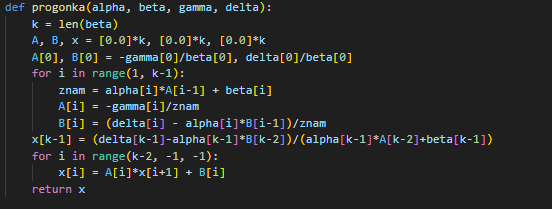 def progonka(alpha, beta, gamma, delta):
    k = len(beta)
    A, B, x = [0.0]*k, [0.0]*k, [0.0]*k
    A[0], B[0] = -gamma[0]/beta[0], delta[0]/beta[0]
    for i in range(1, k-1):
        znam = alpha[i]*A[i-1] + beta[i]
        A[i] = -gamma[i]/znam
        B[i] = (delta[i] - alpha[i]*B[i-1])/znam
    x[k-1] = (delta[k-1]-alpha[k-1]*B[k-2])/(alpha[k-1]*A[k-2]+beta[k-1])
    for i in range(k-2, -1, -1):
        x[i] = A[i]*x[i+1] + B[i]
    return x